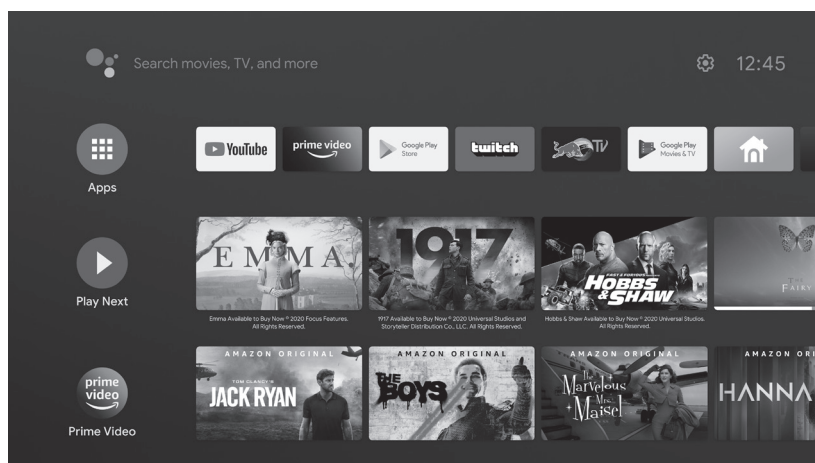 Search movies, TV, and more
12:45
YouTube
prime video
Google Play
Store
twitch
TV
Google Play
Movies & TV
Apps
EMMA.
1917
FAST & FURIOUS
HOBBS
& SHAW
THE
FAIRY
Play Next
Emma Available to Buy Now © 2020 Focus Features.
All Rights Reserved.
1917 Available to Buy Now © 2020 Universal Studios and
Storyteller Distribution Co., LLC. All Rights Reserved.
Hobbs & Shaw Available to Buy Now © 2020 Universal Studios.
All Rights Reserved.
AMAZON ORIGINAL
TOM CLANCY'S
JACK RYAN
AMAZON ORIGINAL
THE
BOYS
AMAZON ORIGINAL
The
Marvelous
Mrs.
Maisel
AMAZON ORI
HANNA
prime
video
Prime Video